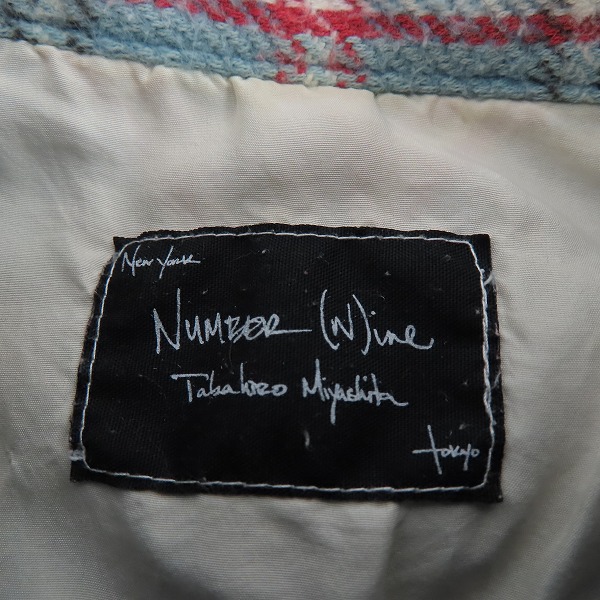 New York
NUMBER (N)ine
Takahiro Miyashita
Tokyo